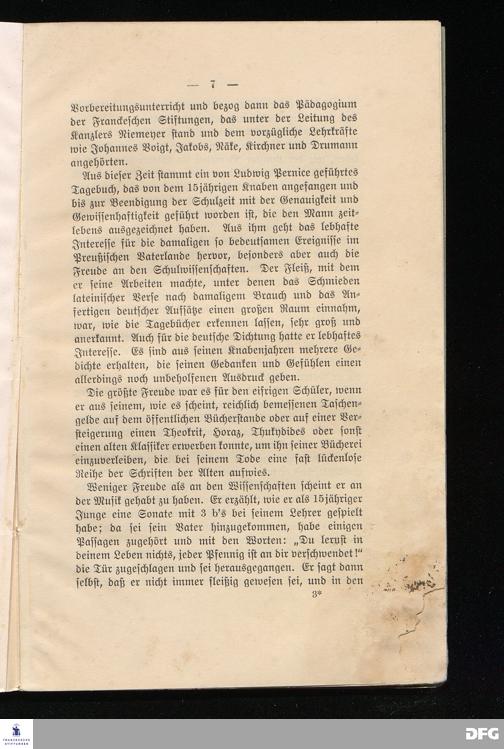 — 7 —
Vorbereitungsunterricht und bezog dann das Pädagogium
der Franckeschen Stiftungen, das unter der Leitung des
Kanzlers Niemeyer stand und dem vorzügliche Lehrkräfte
wie Johannes Voigt, Jakobs, Näke, Kirchner und Drumann
angehörten.
Aus dieser Zeit stammt ein von Ludwig Pernice geführtes
Tagebuch, das von dem 15jährigen Knaben angefangen und
bis zur Beendigung der Schulzeit mit der Genauigkeit und
Gewissenhaftigkeit geführt worden ist, die den Mann zeit-
lebens ausgezeichnet haben. Aus ihm geht das lebhafte
Interesse für die damaligen so bedeutsamen Ereignisse im
Preußischen Vaterlande hervor, besonders aber auch die
Freude an den Schulwissenschaften. Der Fleiß, mit dem
er seine Arbeiten machte, unter denen das Schmieden
lateinischer Verse nach damaligem Brauch und das An-
fertigen deutscher Aufsätze einen großen Raum einnahm,
war, wie die Tagebücher erkennen lassen, sehr groß und
anerkannt. Auch für die deutsche Dichtung hatte er lebhaftes
Interesse. Es sind aus seinen Knabenjahren mehrere Ge-
dichte erhalten, die seinen Gedanken und Gefühlen einen
allerdings noch unbeholfenen Ausdruck geben.
Die größte Freude war es für den eifrigen Schüler, wenn
er aus seinem, wie es scheint, reichlich bemessenen Taschen-
gelde auf dem öffentlichen Bücherstande oder auf einer Ver-
steigerung einen Theokrit, Horaz, Thukydides oder sonst
einen alten Klassiker erwerben konnte, um ihn seiner Bücherei
einzuverleiben, die bei seinem Tode eine fast lückenlose
Reihe der Schriften der Alten aufwies.
Weniger Freude als an den Wissenschaften scheint er an
der Musik gehabt zu haben. Er erzählt, wie er als 15jähriger
Junge eine Sonate mit 3 b's bei seinem Lehrer gespielt
habe; da sei sein Vater hinzugekommen, habe einigen
Passagen zugehört und mit den Worten: „Du lernst in
deinem Leben nichts, jeder Pfennig ist an dir verschwendet!"
die Tür zugeschlagen und sei herausgegangen. Er sagt dann
selbst, daß er nicht immer fleißig gewesen sei, und in den
3*
FRANCKESCHE
STIFTUNGEN
DFG